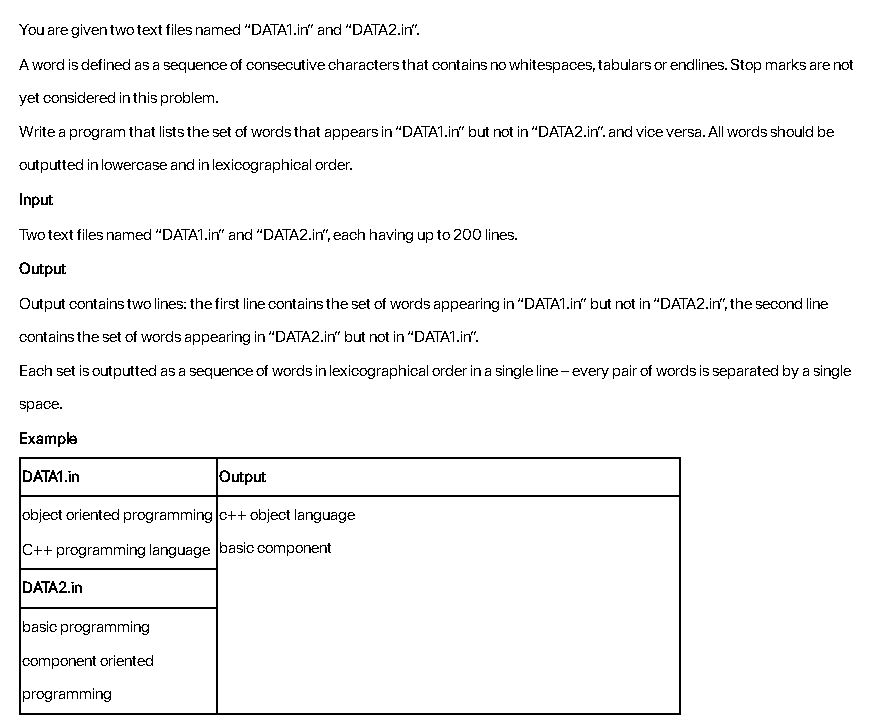 You are given two text files named “DATA1.in” and “DATA2.in”.
A word is defined as a sequence of consecutive characters that contains no whitespaces, tabulars or endlines. Stop marks are not
yet considered in this problem.
Write a program that lists the set of words that appears in “DATA1.in” but not in “DATA2.in”. and vice versa. All words should be
outputted in lowercase and in lexicographical order.
Input
Two text files named “DATA1.in” and “DATA2.in”, each having up to 200 lines.
Output
Output contains two lines: the first line contains the set of words appearing in “DATA1.in” but not in “DATA2.in”, the second line
contains the set of words appearing in “DATA2.in” but not in “DATA1.in”.
Each set is outputted as a sequence of words in lexicographical order in a single line – every pair of words is separated by a single
space.
Example
DATA1.in
Output
object oriented programming
c++ object language
C++ programming language
basic component
DATA2.in
basic programming
component oriented
programming